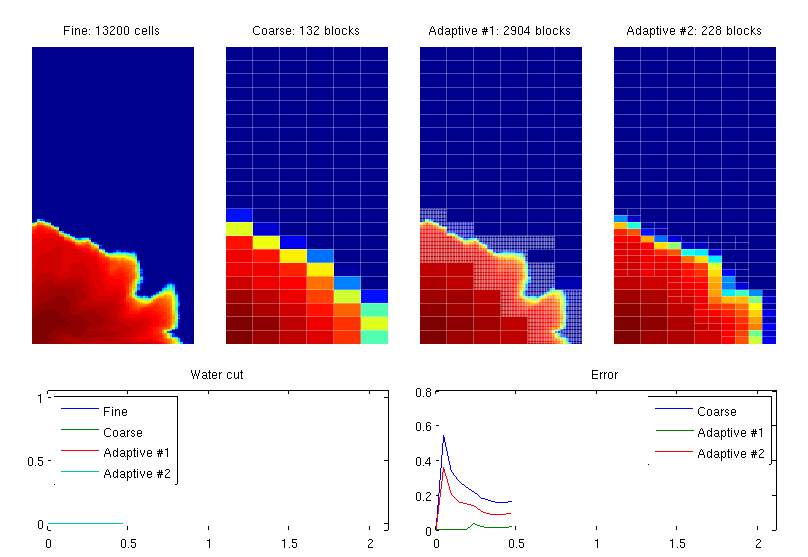 Fine: 13200 cells
Coarse: 132 blocks
Adaptive #1: 2904 blocks
Adaptive #2: 228 blocks
Water cut
1
0.5
0
0
0.5
1
1.5
2
Fine
Coarse
Adaptive #1
Adaptive #2
Error
0.8
0.6
0.4
0.2
0
0
0.5
1
1.5
2
Coarse
Adaptive #1
Adaptive #2